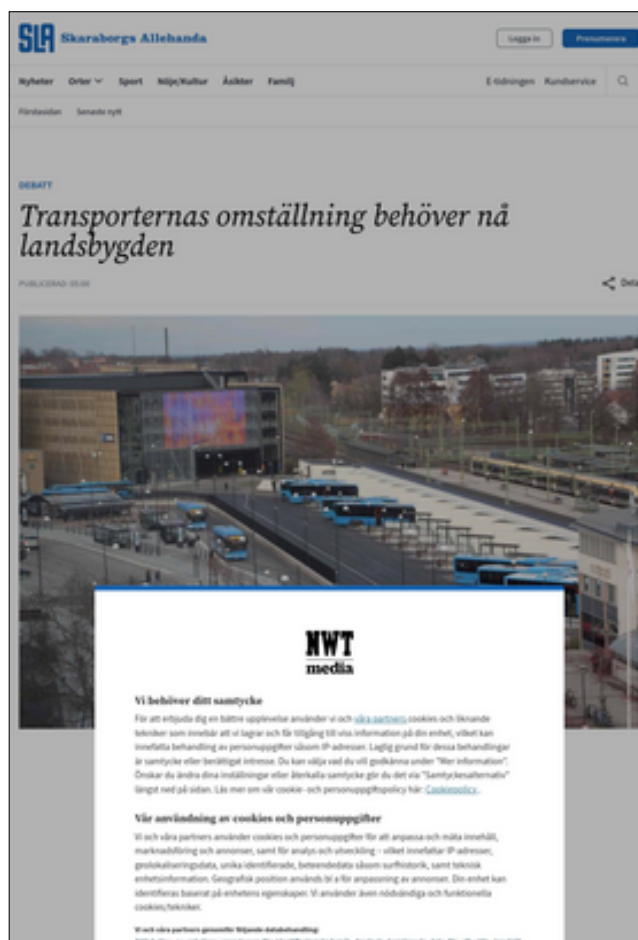 SLA Skaraborgs Allehanda
Logga in
Prenumerera
Nyheter Orter Sport Nöje/Kultur Åsikter Familj
E-tidningen Kundservice
Förstasidan Senaste nytt
DEBATT
Transporternas omställning behöver nå
landsbygden
PUBLICERAD 05:00
Dela
NWT
media
Vi behöver ditt samtycke
För att erbjuda dig en bättre upplevelse använder vi och våra partners cookies och liknande
tekniker som innebär att vi lagrar och får tillgång till viss information på din enhet, vilket kan
innefatta behandling av personuppgifter såsom IP-adresser. Laglig grund för dessa behandlingar
är samtycke eller berättigat intresse. Du kan välja vad du vill godkänna under "Mer information".
Önskar du ändra dina inställningar eller återkalla samtycke gör du det via "Samtyckesalternativ"
längst ned på sidan. Läs mer om vår cookie- och personuppgiftspolicy här: Cookiepolicy.
Vår användning av cookies och personuppgifter
Vi och våra partners använder cookies och personuppgifter för att anpassa och mäta innehåll,
marknadsföring och annonser, samt för analys och utveckling – vilket innefattar IP-adresser,
geolokaliseringsdata, unika identifierade, beteendedata såsom surfhistorik, samt teknisk
enhetsinformation. Geografisk position används bl a för anpassning av annonser. Din enhet kan
identifieras baserat på enhetens egenskaper. Vi använder även nödvändiga och funktionella
cookies/tekniker.
Vi och våra partners genomför följande databehandling: